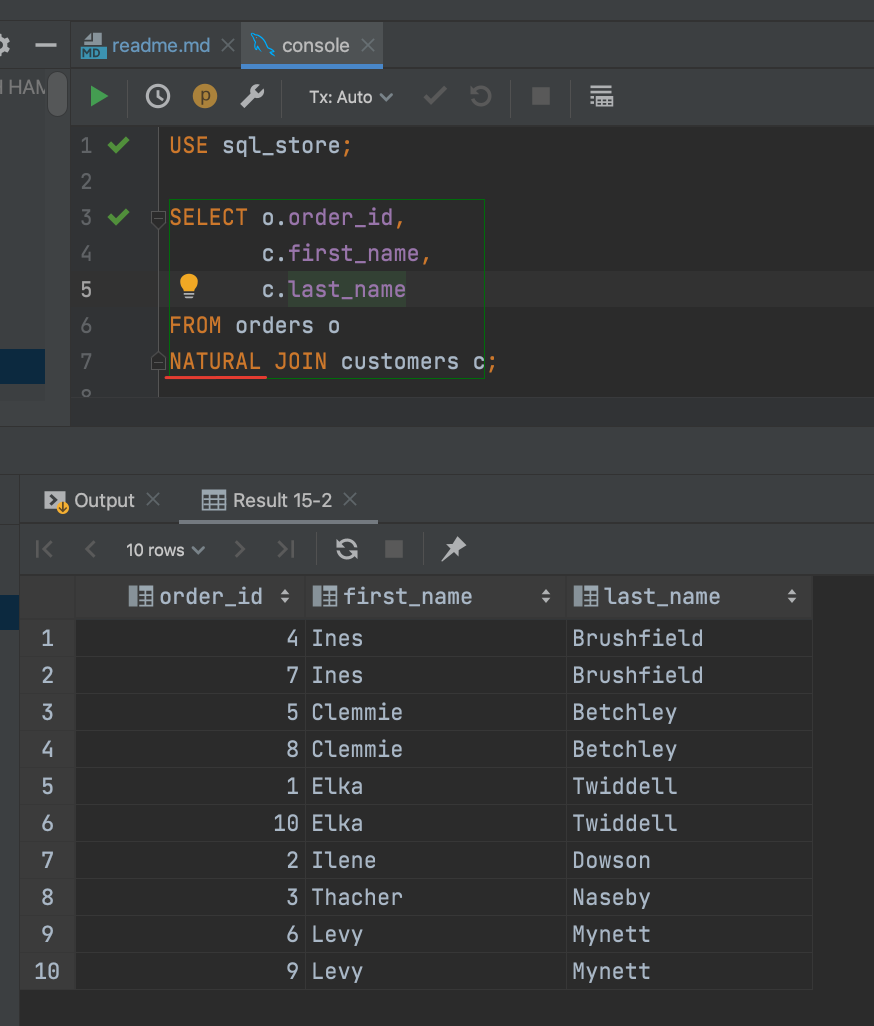 MD readme.md console
HAM
p Tx: Auto
1 USE sql_store;
2
3 SELECT o.order_id,
4 c.first_name,
5 c.last_name
6 FROM orders o
7 NATURAL JOIN customers c;
8
Output Result 15-2
10 rows
order_id first_name last_name
1 4 Ines Brushfield
2 7 Ines Brushfield
3 5 Clemmie Betchley
4 8 Clemmie Betchley
5 1 Elka Twiddell
6 10 Elka Twiddell
7 2 Ilene Dowson
8 3 Thacher Naseby
9 6 Levy Mynett
10 9 Levy Mynett